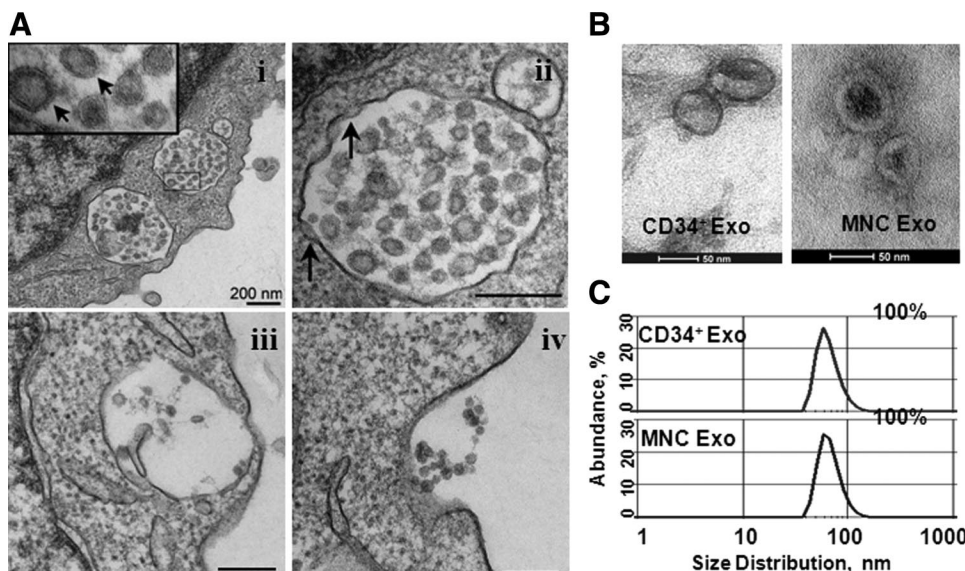 A
i
200 nm
ii
iii
iv
B
CD34+ Exo
50 nm
MNC Exo
50 nm
C
Abundance, %
30
20
10
0
CD34+ Exo
100%
30
20
10
0
MNC Exo
100%
1
10
100
1000
Size Distribution, nm